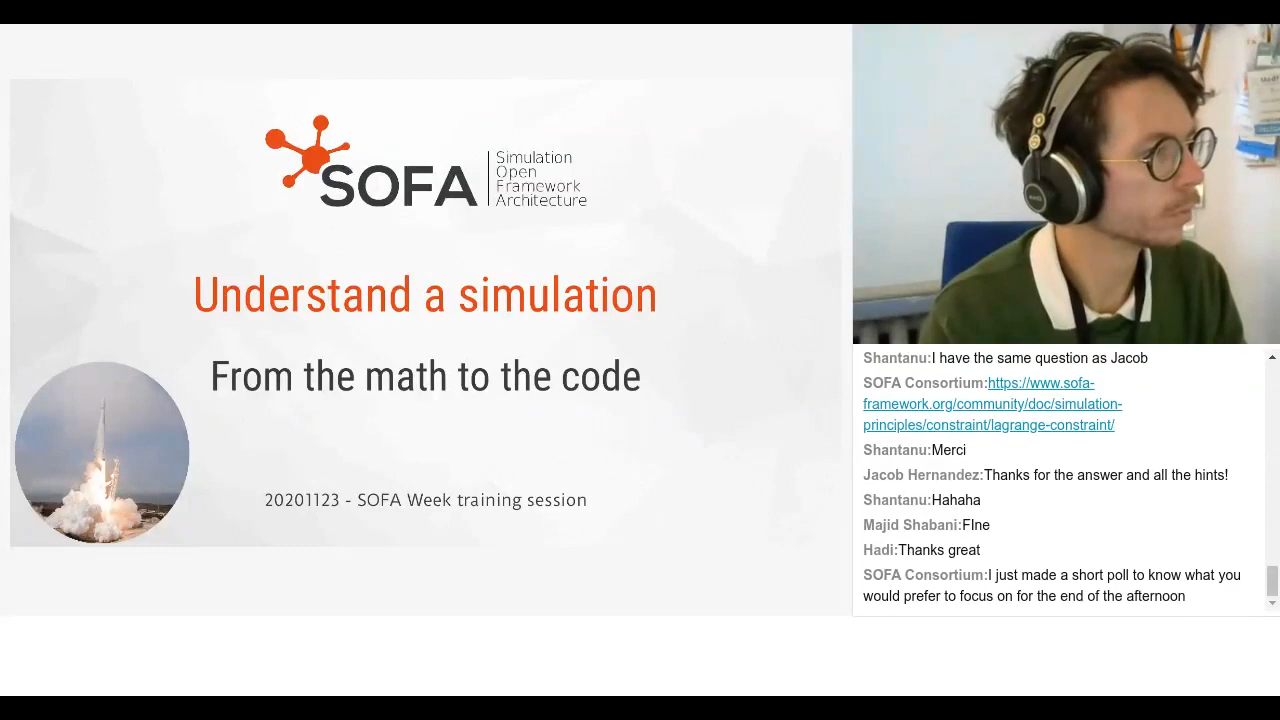 SOFA
Simulation
Open
Framework
Architecture
Understand a simulation
From the math to the code
20201123 - SOFA Week training session
Shantanu:I have the same question as Jacob
SOFA Consortium:https://www.sofa-
framework.org/community/doc/simulation-
principles/constraint/lagrange-constraint/
Shantanu:Merci
Jacob Hernandez:Thanks for the answer and all the hints!
Shantanu:Hahaha
Majid Shabani:FIne
Hadi:Thanks great
SOFA Consortium:I just made a short poll to know what you
would prefer to focus on for the end of the afternoon